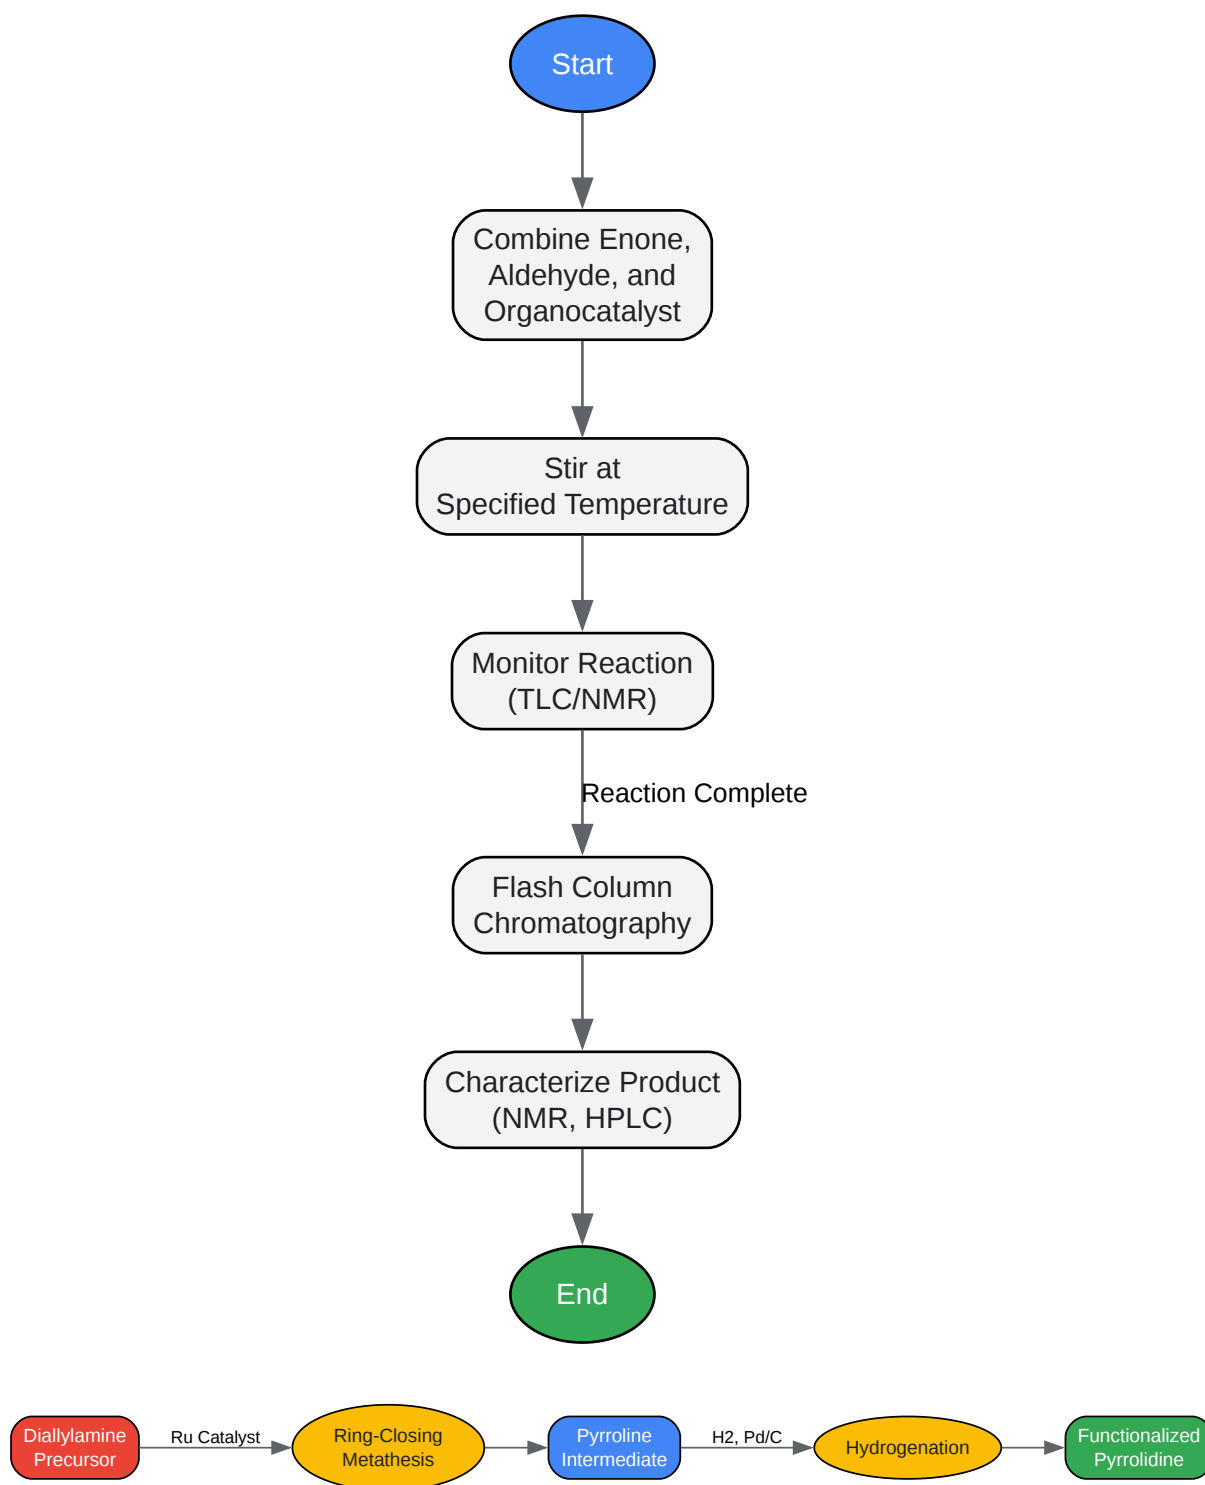 Start
Combine Enone,
Aldehyde, and
Organocatalyst
Stir at
Specified Temperature
Monitor Reaction
(TLC/NMR)
Reaction Complete
Flash Column
Chromatography
Characterize Product
(NMR, HPLC)
End
Diallylamine
Precursor
Ru Catalyst
Ring-Closing
Metathesis
Pyrroline
Intermediate
H2, Pd/C
Hydrogenation
Functionalized
Pyrrolidine